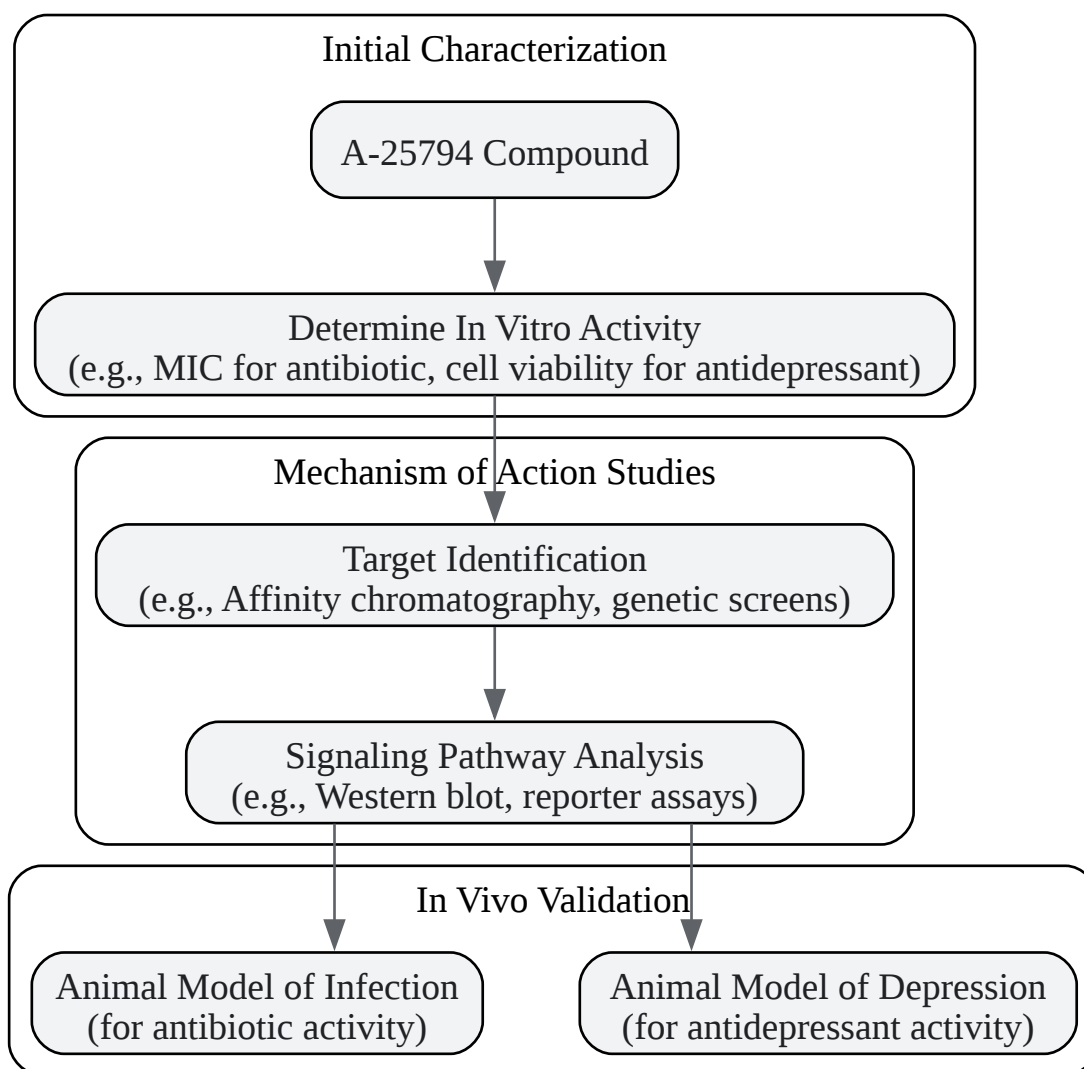 Initial Characterization
A-25794 Compound
Determine In Vitro Activity
(e.g., MIC for antibiotic, cell viability for antidepressant)
Mechanism of Action Studies
Target Identification
(e.g., Affinity chromatography, genetic screens)
Signaling Pathway Analysis
(e.g., Western blot, reporter assays)
In Vivo Validation
Animal Model of Infection
(for antibiotic activity)
Animal Model of Depression
(for antidepressant activity)